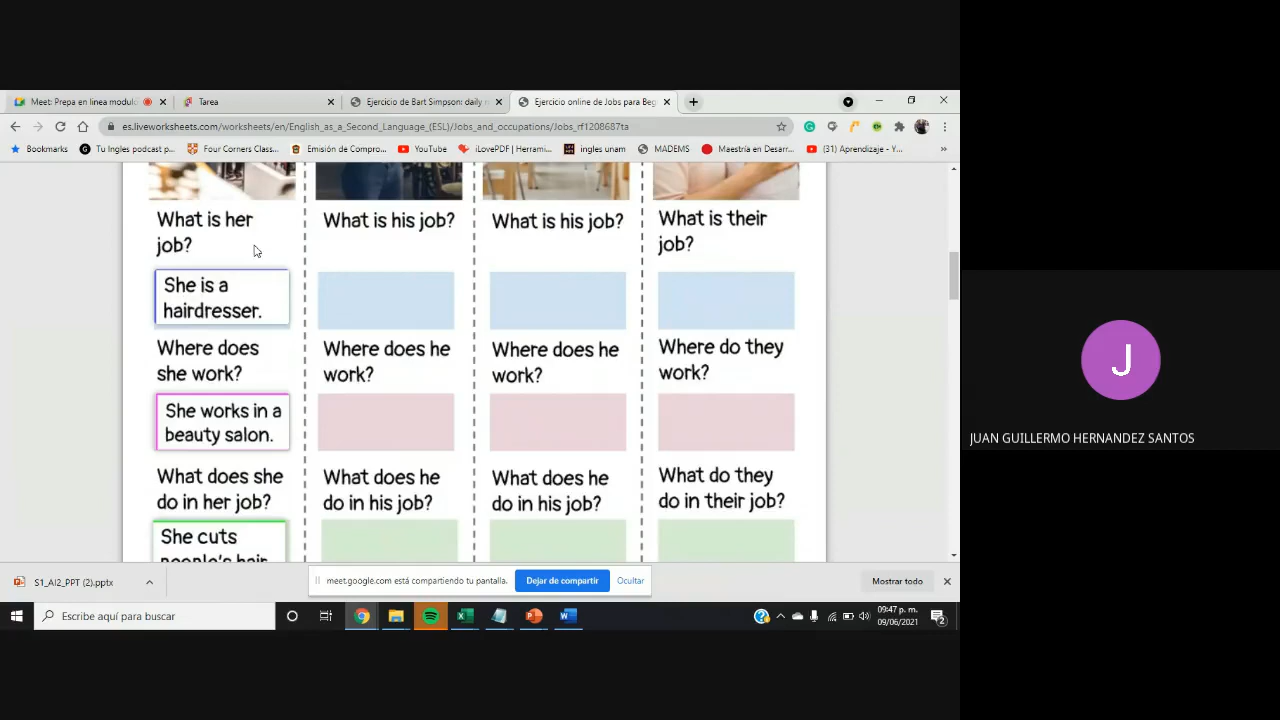 Meet: Prepa en linea modulo
Tarea
Ejercicio de Bart Simpson: daily r
Ejercicio online de Jobs para Beg
es.liveworksheets.com/worksheets/en/English_as_a_Second_Language_(ESL)/Jobs_and_occupations/Jobs_rf1208687ta
Bookmarks
Tu Ingles podcast p...
Four Corners Class...
Emisión de Compro...
YouTube
iLovePDF | Herrami...
ingles unam
MADEMS
Maestría en Desarr...
(31) Aprendizaje - Y...
What is her
job?
She is a
hairdresser.
Where does
she work?
She works in a
beauty salon.
What does she
do in her job?
She cuts
people's hair
What is his job?
Where does he
work?
What does he
do in his job?
What is his job?
Where does he
work?
What does he
do in his job?
What is their
job?
Where do they
work?
What do they
do in their job?
J
JUAN GUILLERMO HERNANDEZ SANTOS
S1_AI2_PPT (2).pptx
meet.google.com está compartiendo tu pantalla.
Dejar de compartir
Ocultar
Mostrar todo
Escribe aquí para buscar
09:47 p. m.
09/06/2021
2